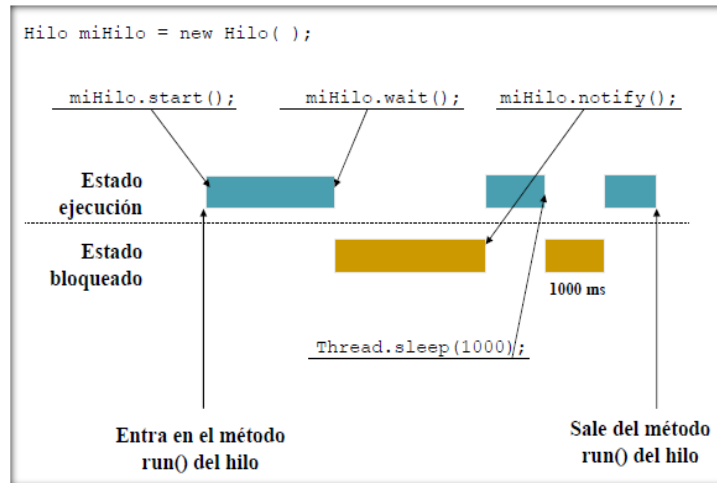 Hilo miHilo = new Hilo( );
miHilo.start();
miHilo.wait();
miHilo.notify();
Estado
ejecución
Estado
bloqueado
1000 ms
Thread.sleep(1000);
Entra en el método
run() del hilo
Sale del método
run() del hilo